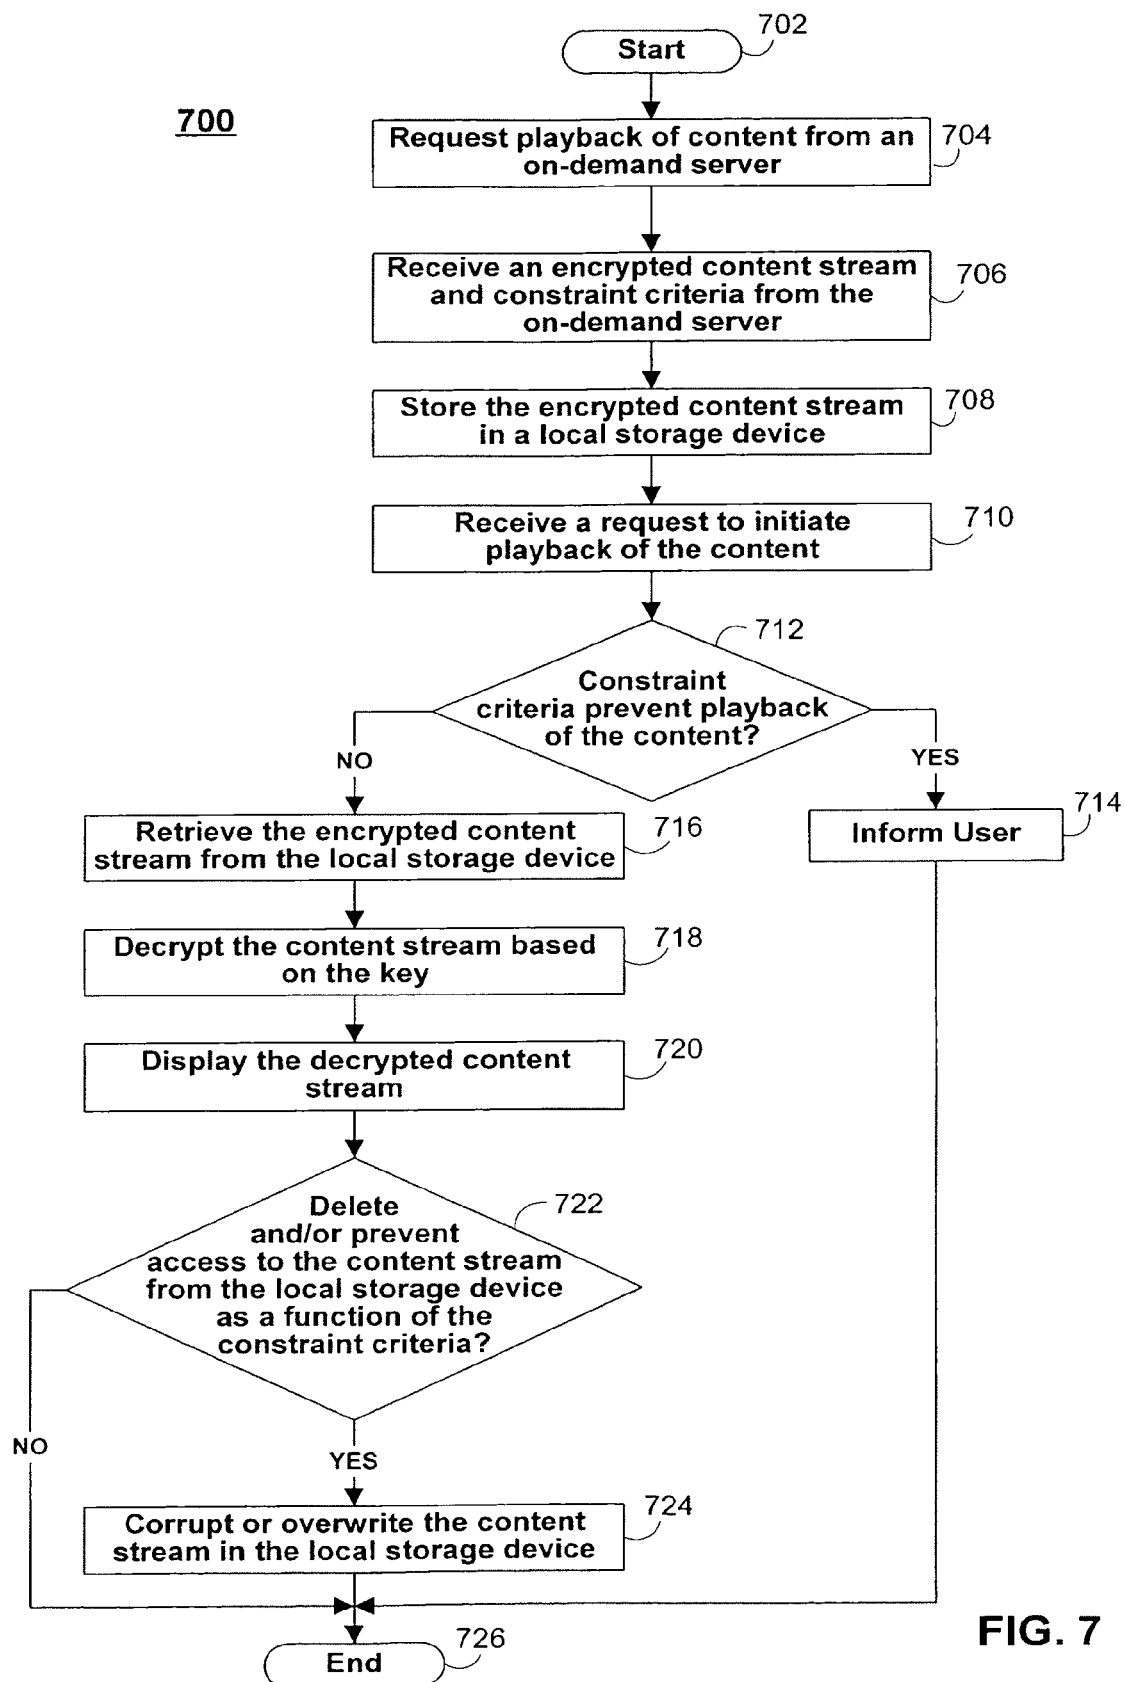 702
Start
700
Request playback of content from an
on-demand server
704
Receive an encrypted content stream
and constraint criteria from the
on-demand server
706
Store the encrypted content stream
in a local storage device
708
Receive a request to initiate
playback of the content
710
712
Constraint
criteria prevent playback
of the content?
NO
YES
714
Inform User
Retrieve the encrypted content
stream from the local storage device
716
Decrypt the content stream based
on the key
718
Display the decrypted content
stream
720
722
Delete
and/or prevent
access to the content stream
from the local storage device
as a function of the
constraint criteria?
NO
YES
Corrupt or overwrite the content
stream in the local storage device
724
FIG. 7
726
End